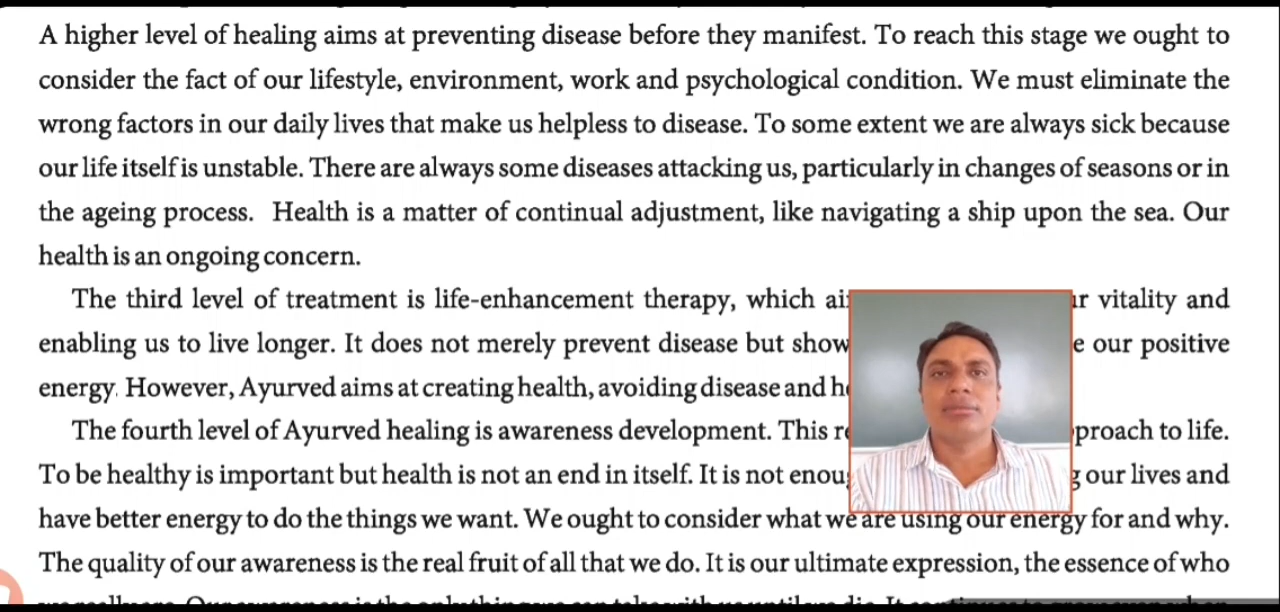 A higher level of healing aims at preventing disease before they manifest. To reach this stage we ought to
consider the fact of our lifestyle, environment, work and psychological condition. We must eliminate the
wrong factors in our daily lives that make us helpless to disease. To some extent we are always sick because
our life itself is unstable. There are always some diseases attacking us, particularly in changes of seasons or in
the ageing process. Health is a matter of continual adjustment, like navigating a ship upon the sea. Our
health is an ongoing concern.
The third level of treatment is life-enhancement therapy, which vitality and
enabling us to live longer. It does not merely prevent disease but our positive
energy. However, Ayurved aims at creating health, avoiding disease and
The fourth level of Ayurved healing is awareness development. This to life.
To be healthy is important but health is not an end in itself. It is not our lives and
have better energy to do the things we want. We ought to consider what we are using our energy for and why.
The quality of our awareness is the real fruit of all that we do. It is our ultimate expression, the essence of who